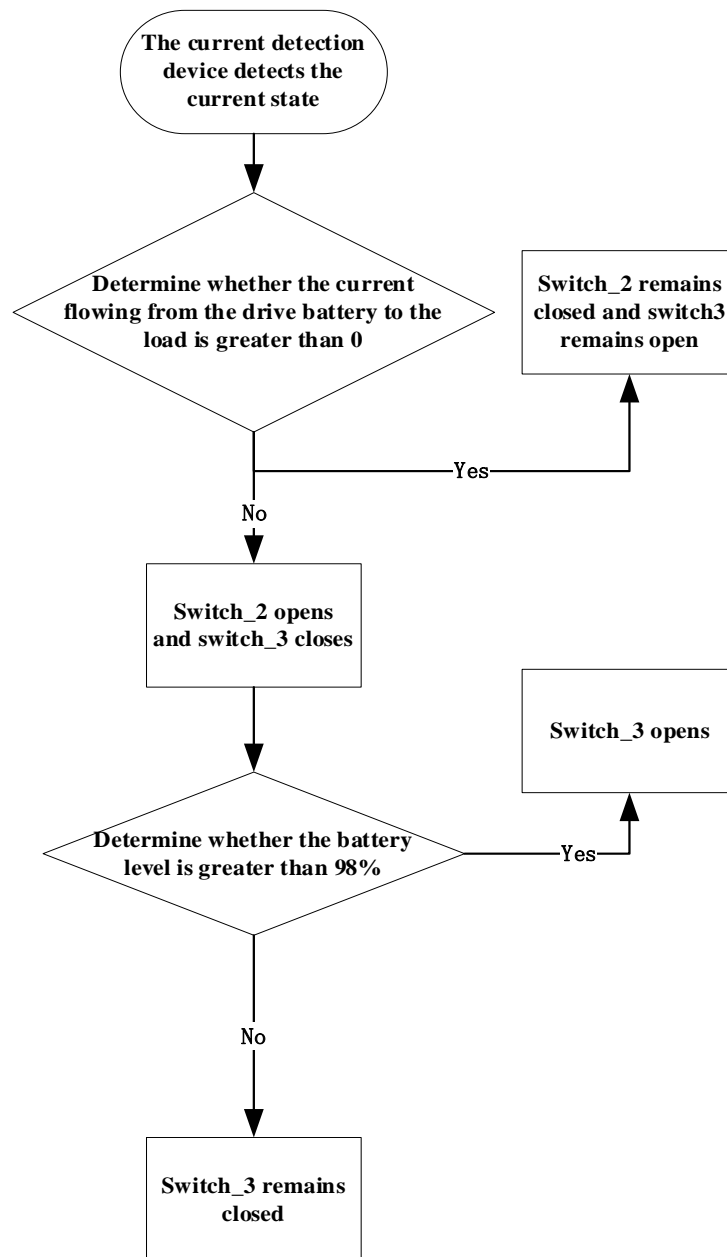 The current detection
device detects the
current state
Determine whether the current
flowing from the drive battery to the
load is greater than 0
Switch_2 remains
closed and switch3
remains open
Yes
No
Switch_2 opens
and switch_3 closes
Switch_3 opens
Determine whether the battery
level is greater than 98%
Yes
No
Switch_3 remains
closed